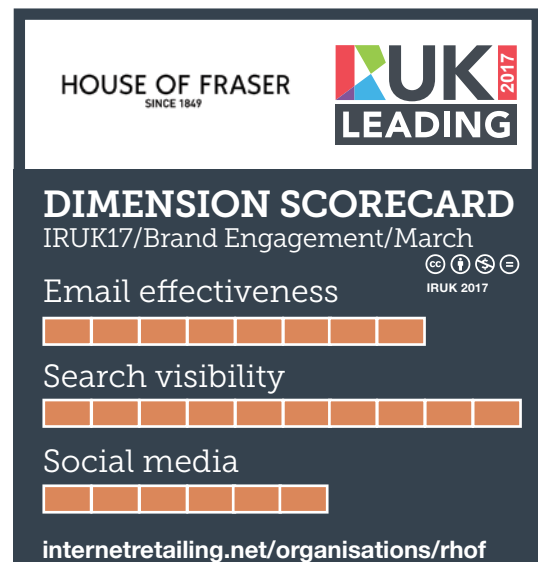 HOUSE OF FRASER
SINCE 1849
RUK 2017
LEADING
DIMENSION SCORECARD
IRUK17/Brand Engagement/March
IRUK 2017
Email effectiveness
Search visibility
Social media
internetretailing.net/organisations/rhof